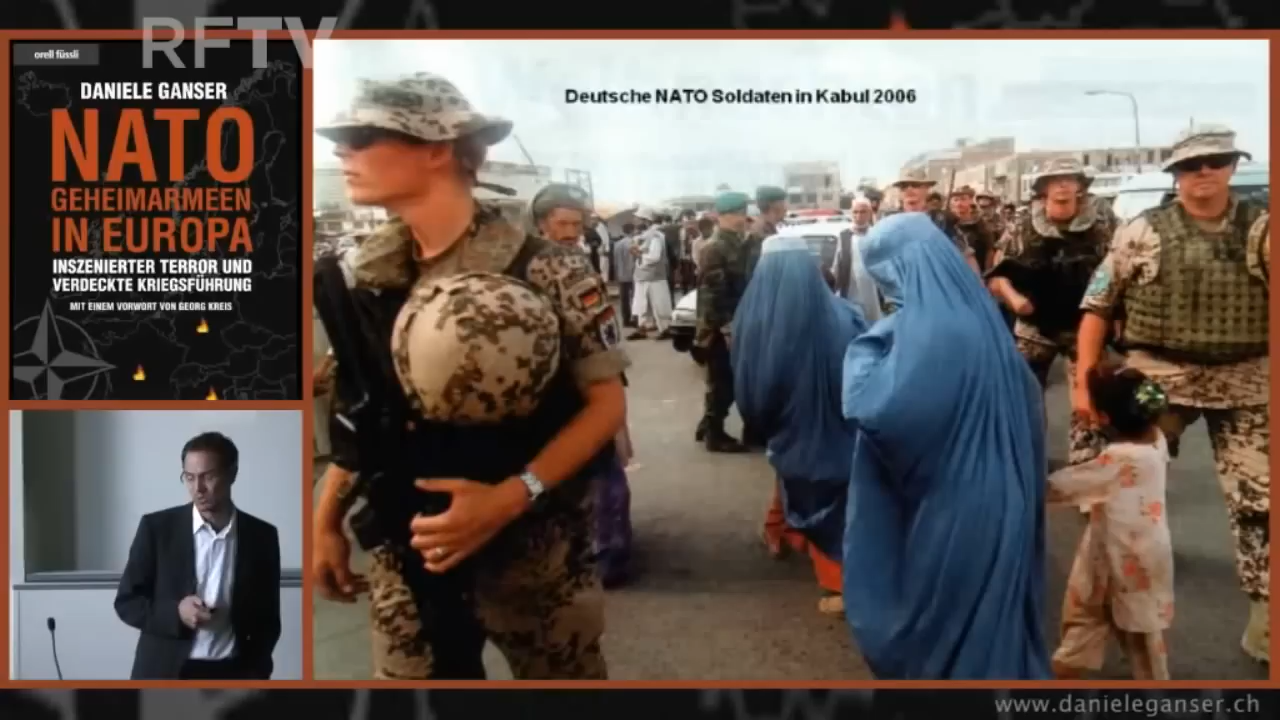 RFTV
orell füssli
DANIELE GANSER
NATO
GEHEIMARMEEN
IN EUROPA
INSZENIERTER TERROR UND
VERDECKTE KRIEGSFÜHRUNG
MIT EINEM VORWORT VON GEORG KREIS
Deutsche NATO Soldaten in Kabul 2006
www.danieleganser.ch